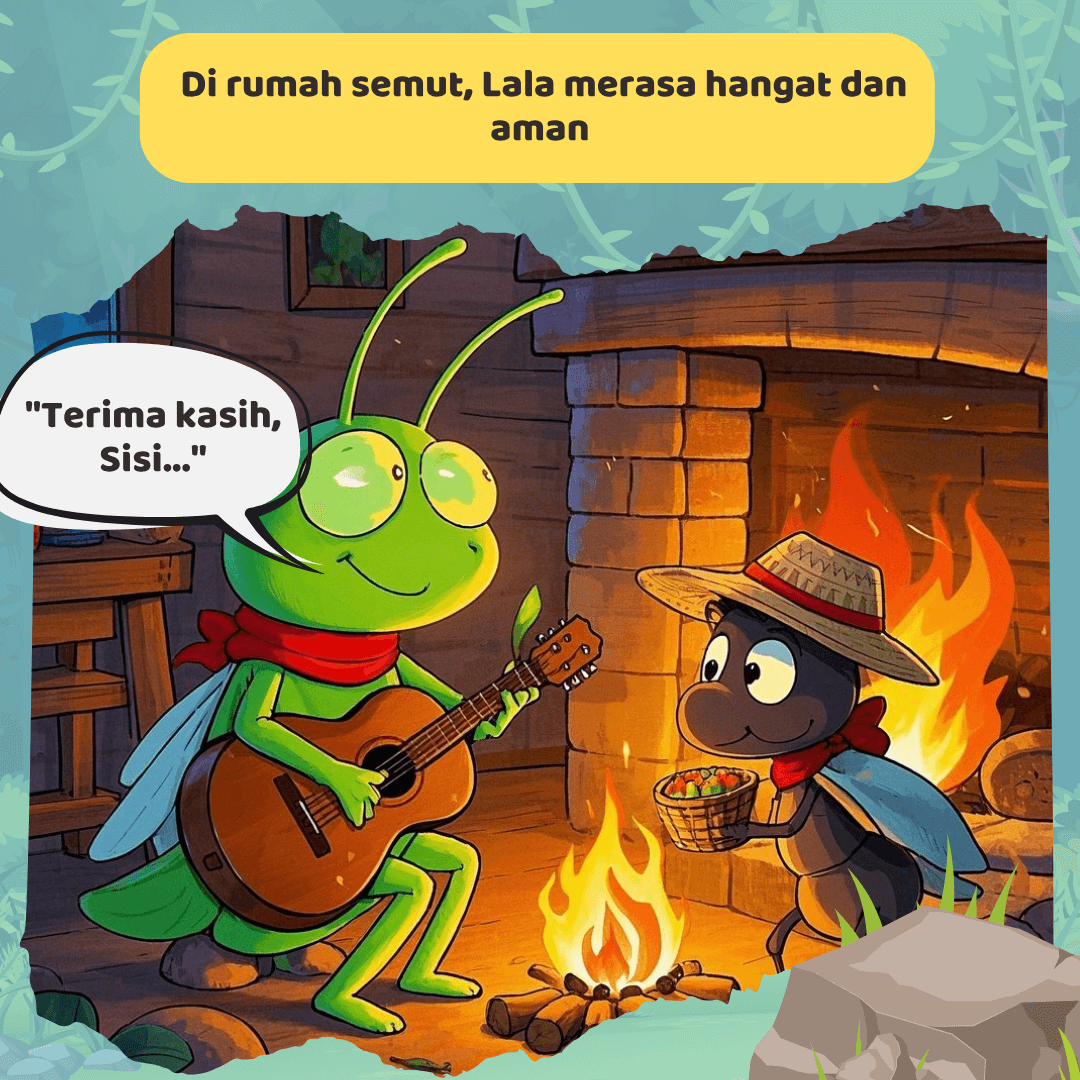 Di rumah semut, Lala merasa hangat dan
aman
"Terima kasih,
Sisi..."